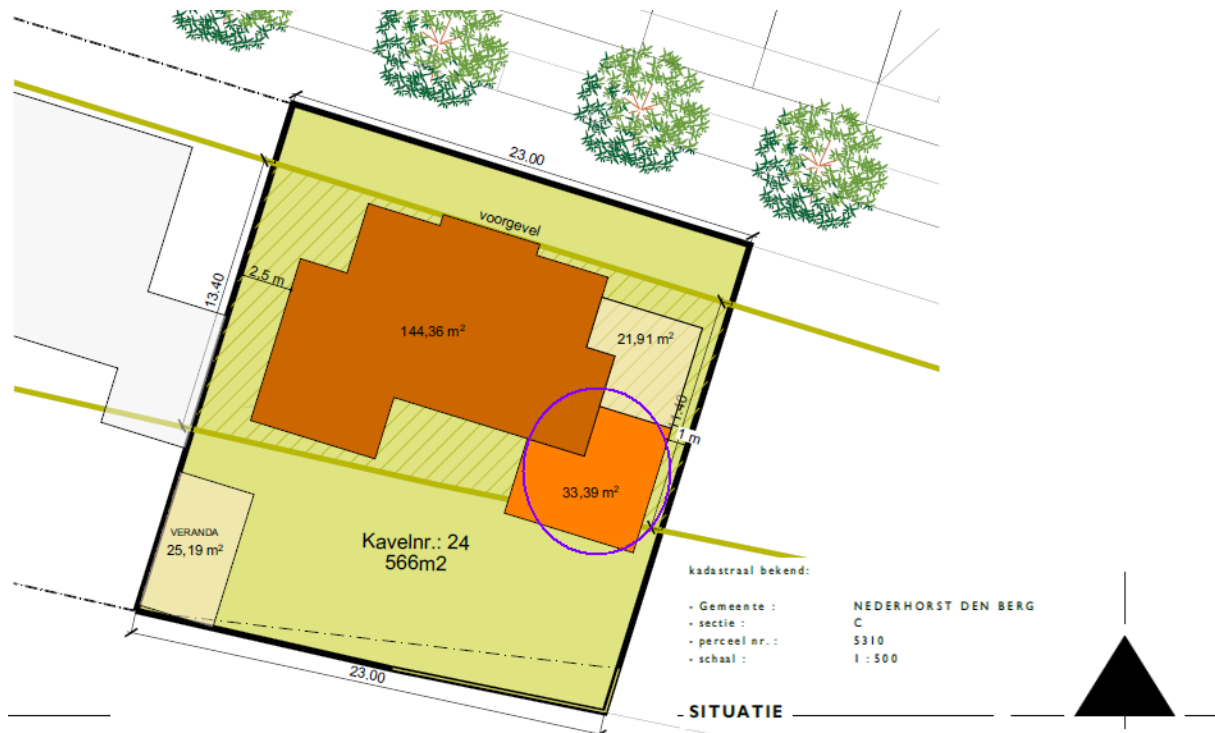 23.00
voorgevel
2,5 m
13.40
144,36 m²
21,91 m²
11.40
1 m
33,39 m²
VERANDA
25,19 m²
Kavelnr.: 24
566m2
23.00
kadastraal bekend:
- Gemeente : NEDERHORST DEN BERG
- sectie : C
- perceel nr. : 5310
- schaal : 1 : 500
SITUATIE